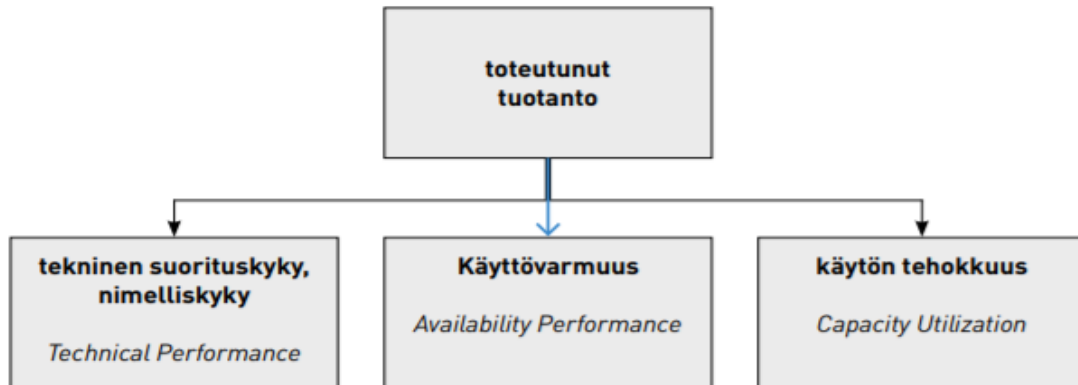 toteutunut
tuotanto
tekninen suorituskyky,
nimelliskyky
Technical Performance
Käyttövarmuus
Availability Performance
käytön tehokkuus
Capacity Utilization